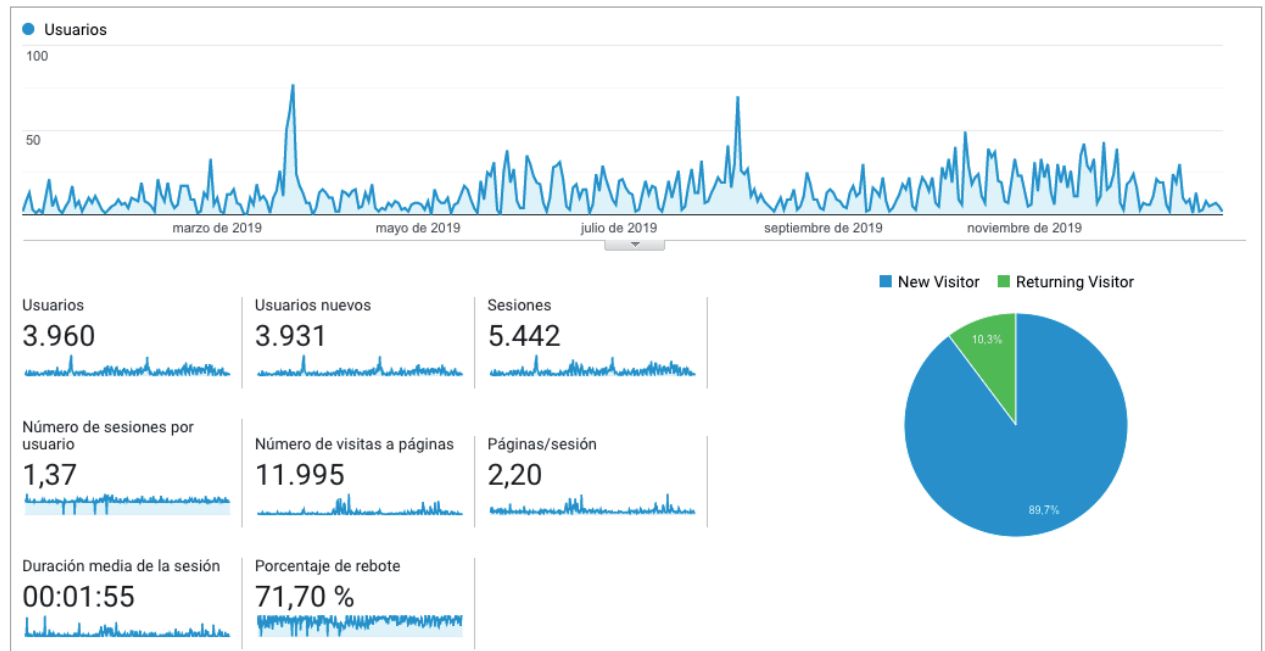 Usuarios
100
50
marzo de 2019
mayo de 2019
julio de 2019
septiembre de 2019
noviembre de 2019
New Visitor
Returning Visitor
Usuarios
3.960
Usuarios nuevos
3.931
Sesiones
5.442
Número de sesiones por
usuario
1,37
Número de visitas a páginas
11.995
Páginas/sesión
2,20
Duración media de la sesión
00:01:55
Porcentaje de rebote
71,70 %
10,3%
89,7%